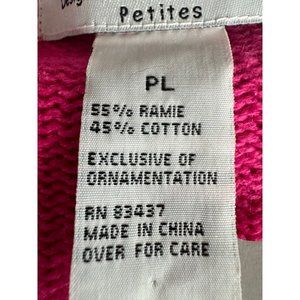 Petites
PL
55% RAMIE
45% COTTON
EXCLUSIVE OF
ORNAMENTATION
RN 83437
MADE IN CHINA
OVER FOR CARE